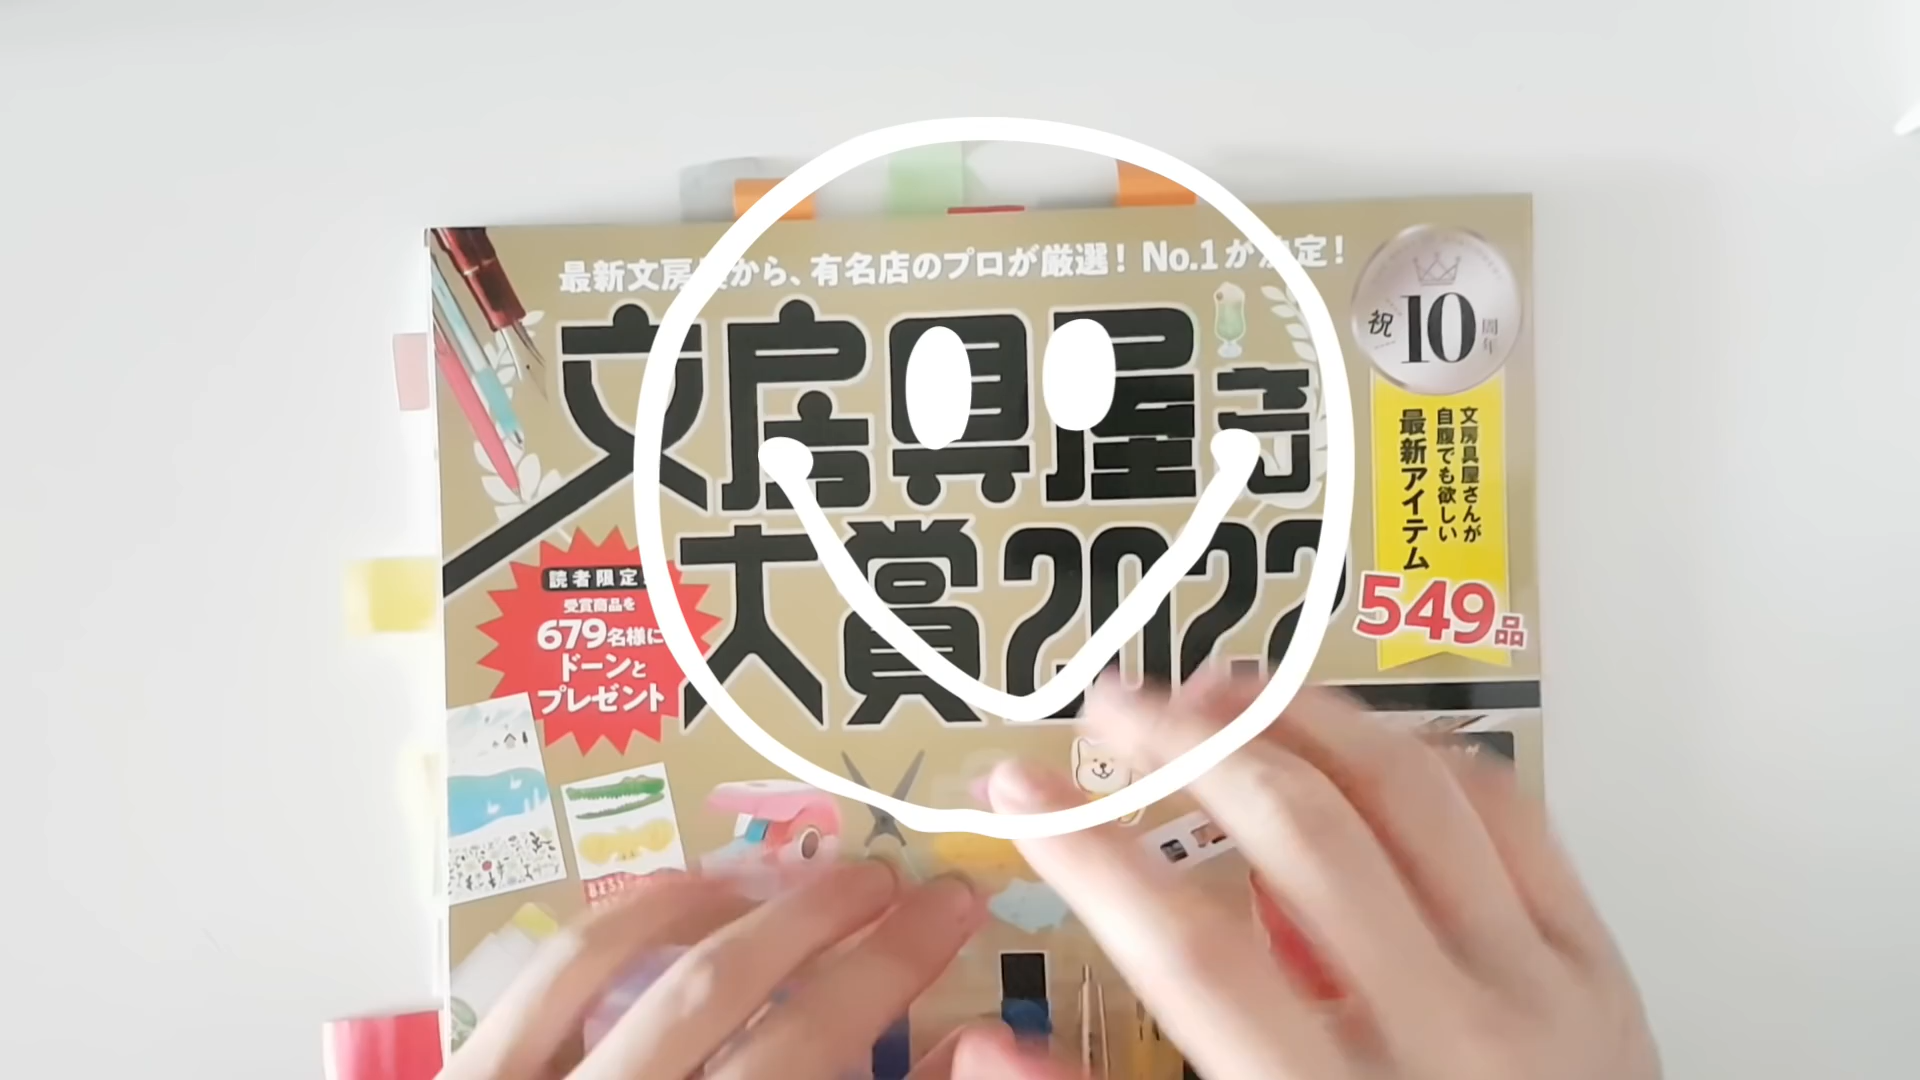 最新文房具から、有名店のプロが厳選！ No.1が決定！
文房具屋さん
大賞2022
祝
10
周年
文房具屋さんが
自腹でも欲しい
最新アイテム
549品
読者限定！
受賞商品を
679名様に
ドーンと
プレゼント